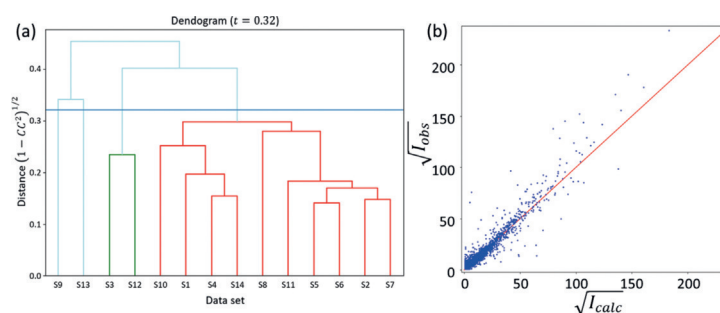 (a)
Dendogram (t = 0.32)
Distance (1 − CC²)^1/2
0.4
0.3
0.2
0.1
0.0
S9 S13 S3 S12 S10 S1 S4 S14 S8 S11 S5 S6 S2 S7
Data set
(b)
√I_obs
200
150
100
50
0
0 50 100 150 200
√I_calc